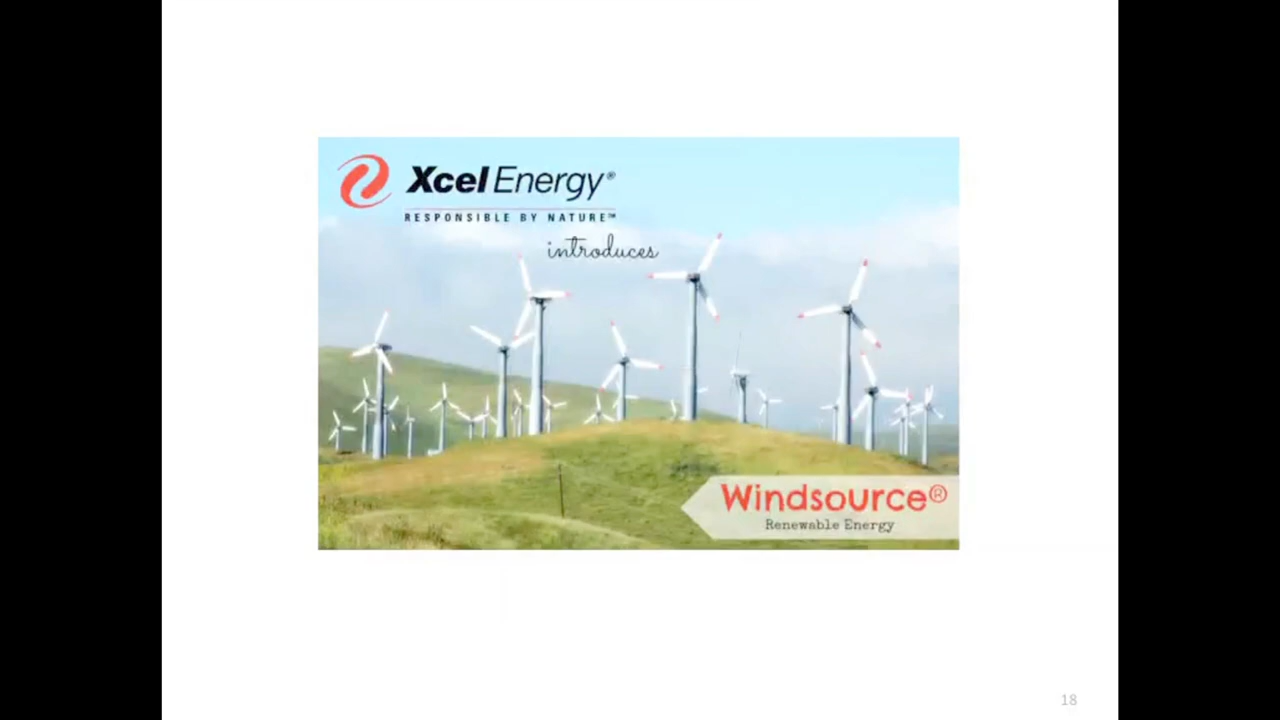 Xcel Energy®
RESPONSIBLE BY NATURE™
introduces
Windsource®
Renewable Energy
18